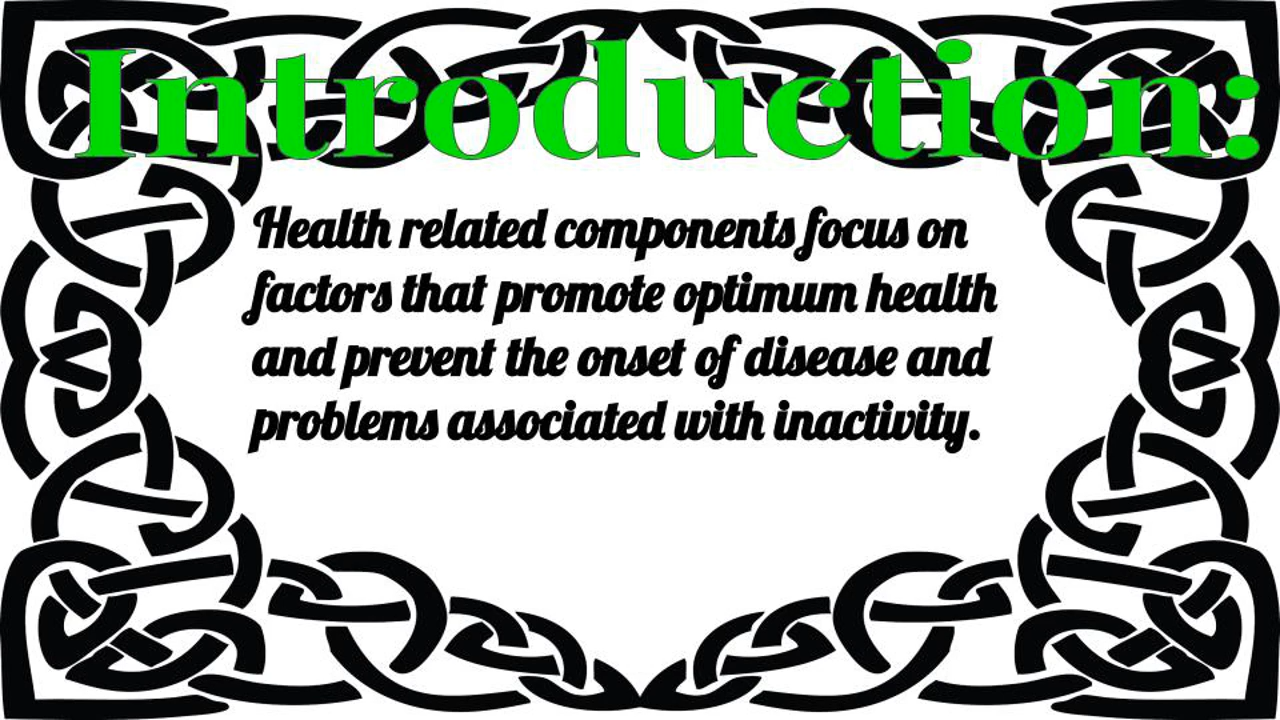 Introduction:
Health related components focus on
factors that promote optimum health
and prevent the onset of disease and
problems associated with inactivity.